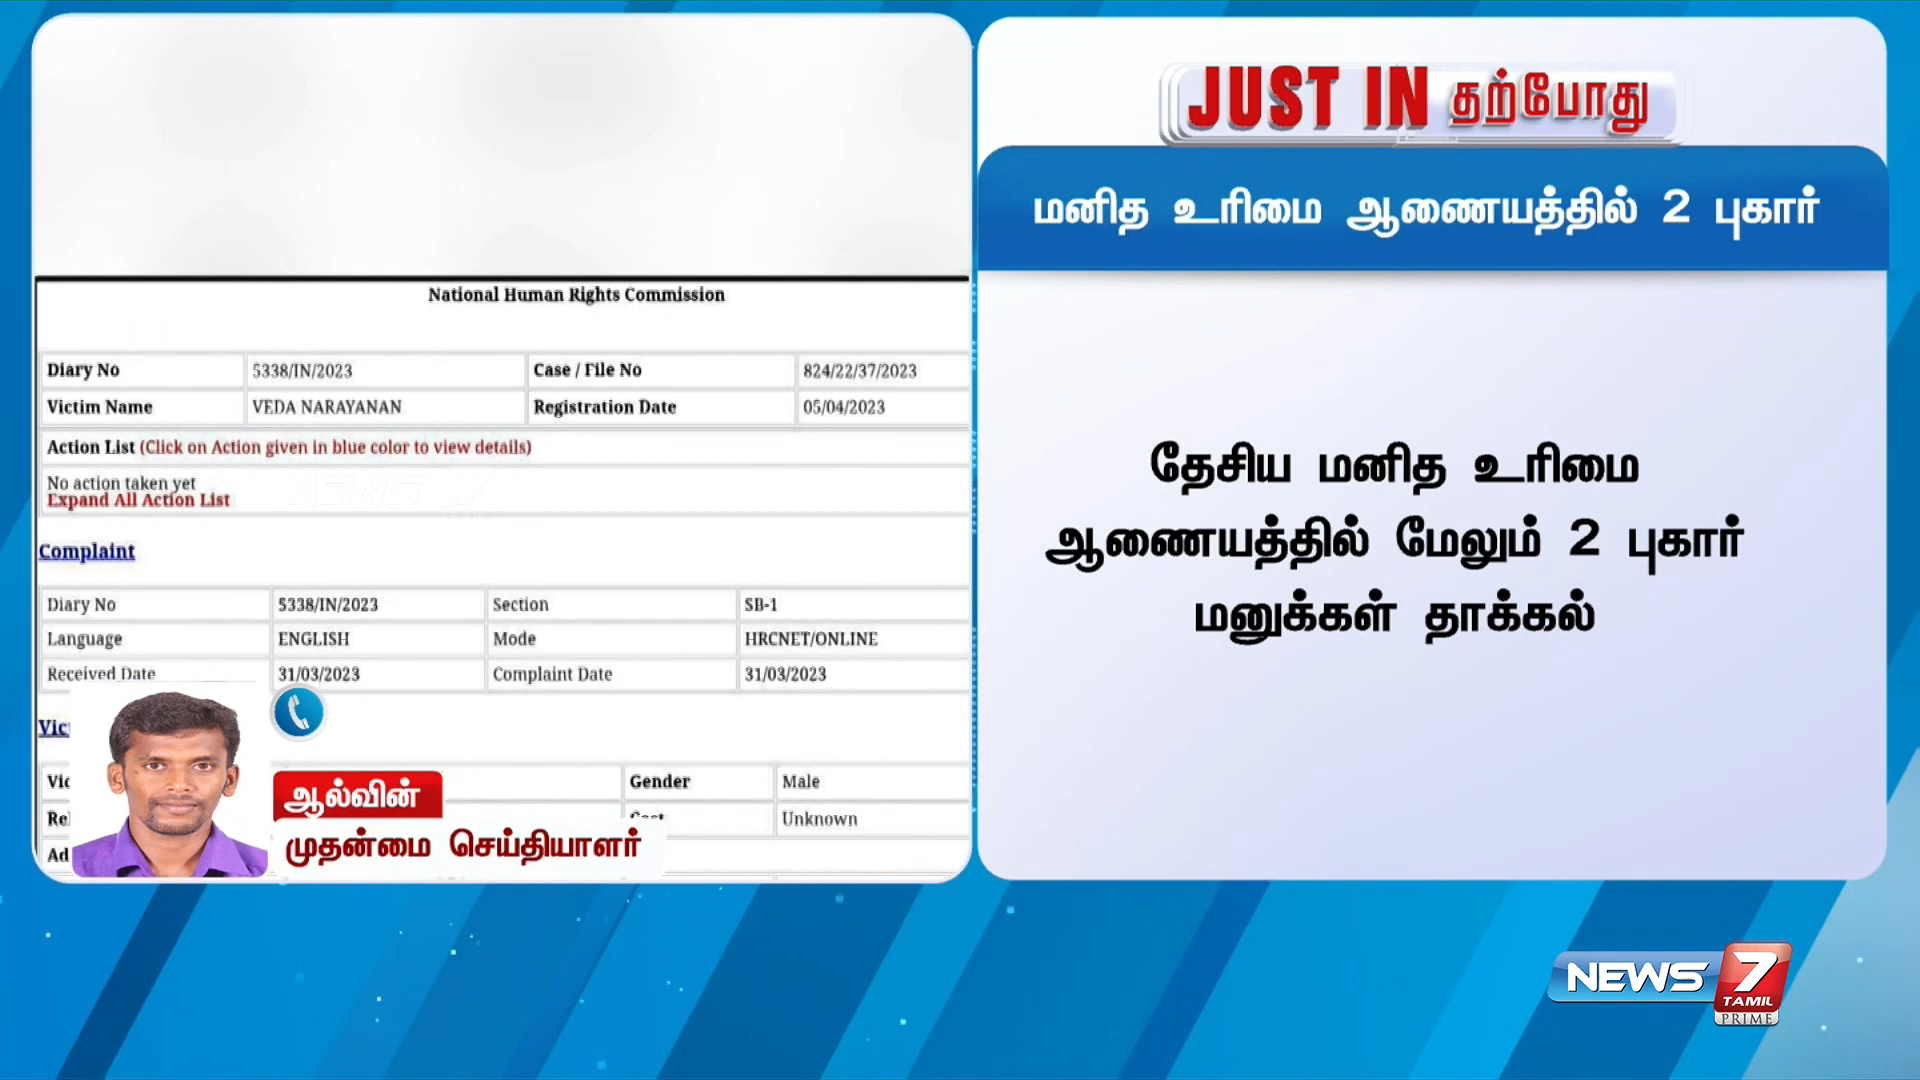 National Human Rights Commission
Diary No 5338/IN/2023 Case / File No 824/22/37/2023
Victim Name VEDA NARAYANAN Registration Date 05/04/2023
Action List (Click on Action given in blue color to view details)
No action taken yet
Expand All Action List
Complaint
Diary No 5338/IN/2023 Section SB-1
Language ENGLISH Mode HRCNET/ONLINE
Received Date 31/03/2023 Complaint Date 31/03/2023
Gender Male
Unknown
ஆல்வின்
முதன்மை செய்தியாளர்
JUST IN தற்போது
மனித உரிமை ஆணையத்தில் 2 புகார்
தேசிய மனித உரிமை
ஆணையத்தில் மேலும் 2 புகார்
மனுக்கள் தாக்கல்
NEWS 7
TAMIL
PRIME